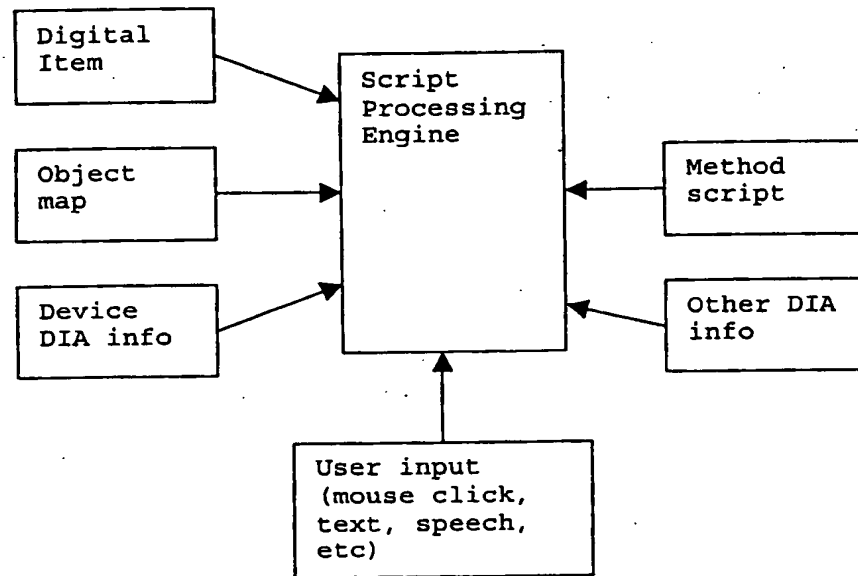 Digital
Item
Script
Processing
Engine
Object
map
Method
script
Device
DIA info
Other DIA
info
User input
(mouse click,
text, speech,
etc)